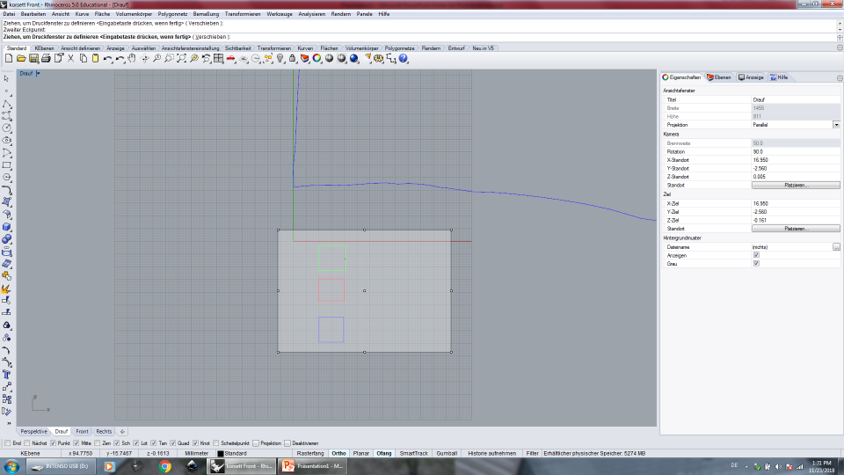 korsett Front - Rhinoceros 5.0 Educational - [Drauf]
Datei Bearbeiten Ansicht Kurve Fläche Volumenkörper Polygonnetz Bemaßung Transformieren Werkzeuge Analysieren Rendern Panele Hilfe
Ziehen, um Druckfenster zu definieren <Eingabetaste drücken, wenn fertig> ( Verschieben ):
Zweiter Eckpunkt:
Ziehen, um Druckfenster zu definieren <Eingabetaste drücken, wenn fertig> ( Verschieben ):
Standard KEbenen Ansicht definieren Anzeige Auswählen Ansichtsfenstereinstellung Sichtbarkeit Transformieren Kurven Flächen Volumenkörper Polygonnetze Rendern Entwurf Neu in V5
Drauf
Eigenschaften Ebenen Anzeige Hilfe
Ansichtsfenster
Titel Drauf
Breite 1455
Höhe 811
Projektion Parallel
Kamera
Brennweite 50.0
Rotation 90.0
X-Standort 16.950
Y-Standort -2.560
Z-Standort 0.005
Standort Platzieren...
Ziel
X-Ziel 16.950
Y-Ziel -2.560
Z-Ziel -0.161
Standort Platzieren...
Hintergrundmuster
Dateiname (nichts)
Anzeigen
Grau
x
Perspektive Drauf Front Rechts
End Nächst Punkt Mitte Zen Sch Lot Tan Quad Knot Scheitelpunkt Projektion Deaktivieren
KEbene x 94.7750 y -15.7467 z -0.1613 Millimeter Standard Rasterfang Ortho Planar Ofang SmartTrack Gumball Historie aufnehmen Filter Erhältlicher physischer Speicher: 5274 MB
INTENSO USB (D:) korsett Front - Rhi... Präsentation1 - M... DE 1:31 PM
10/23/2018